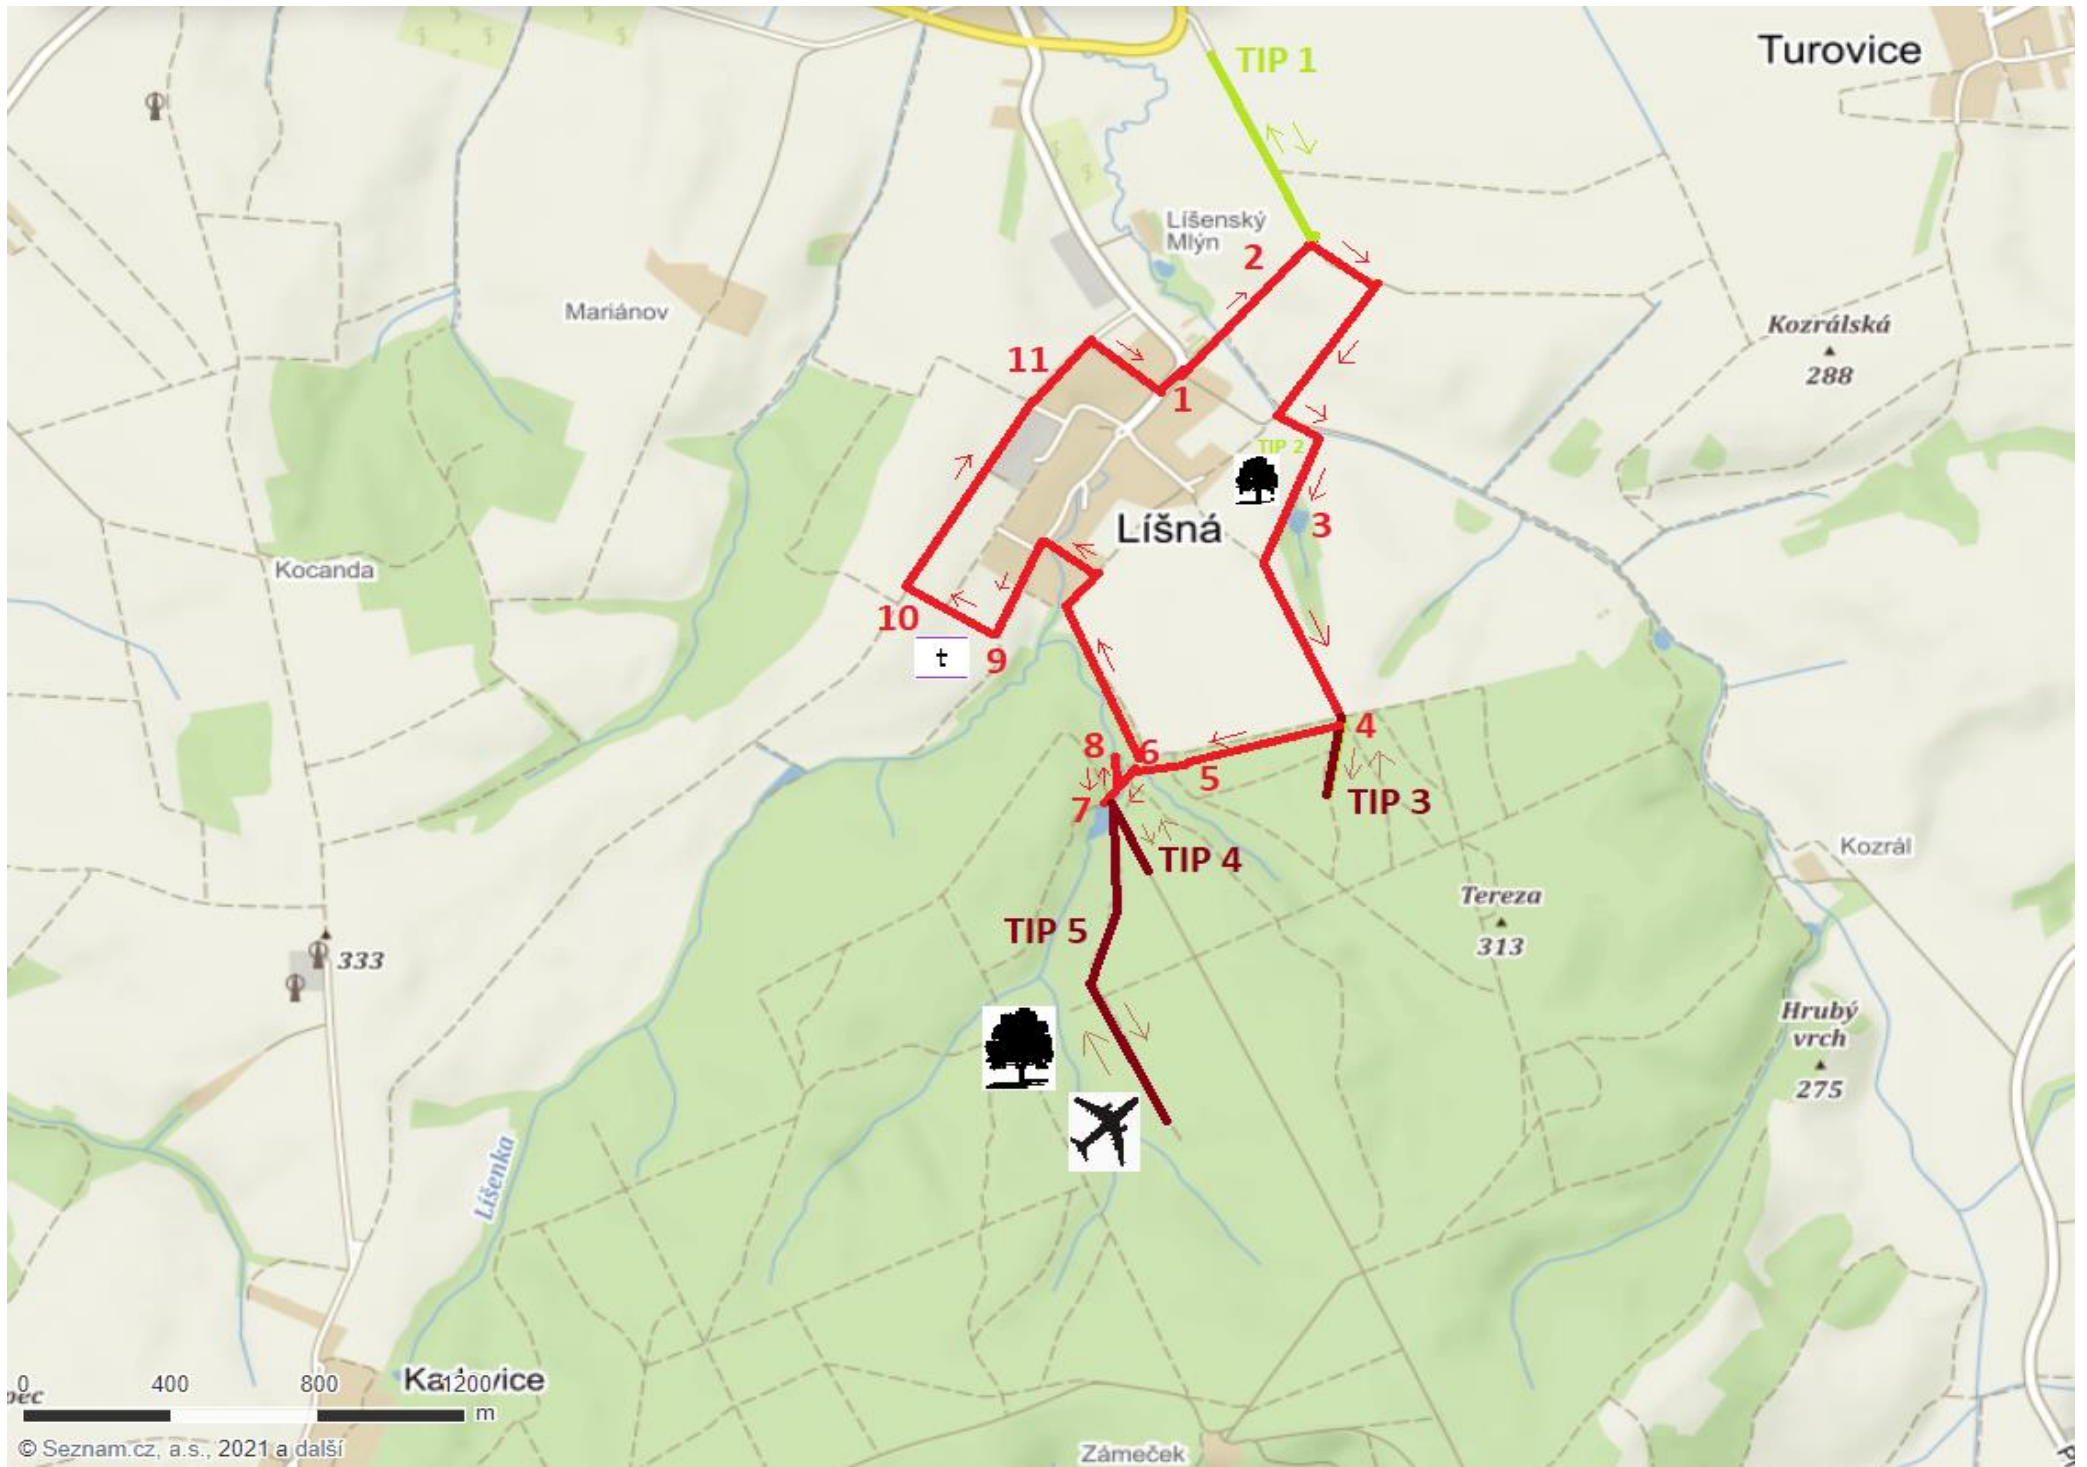 Turovice
TIP 1
Líšenský
Mlýn
2
Mariánov
Kozrálská
288
11
1
TIP 2
Líšná
3
Kocanda
10
9
t
4
8
6
5
7
TIP 3
TIP 4
Kozrál
Tereza
313
TIP 5
333
Hrubý
vrch
275
Líšenka
0 400 800 1200
m
© Seznam.cz, a.s., 2021 a další
Zámeček